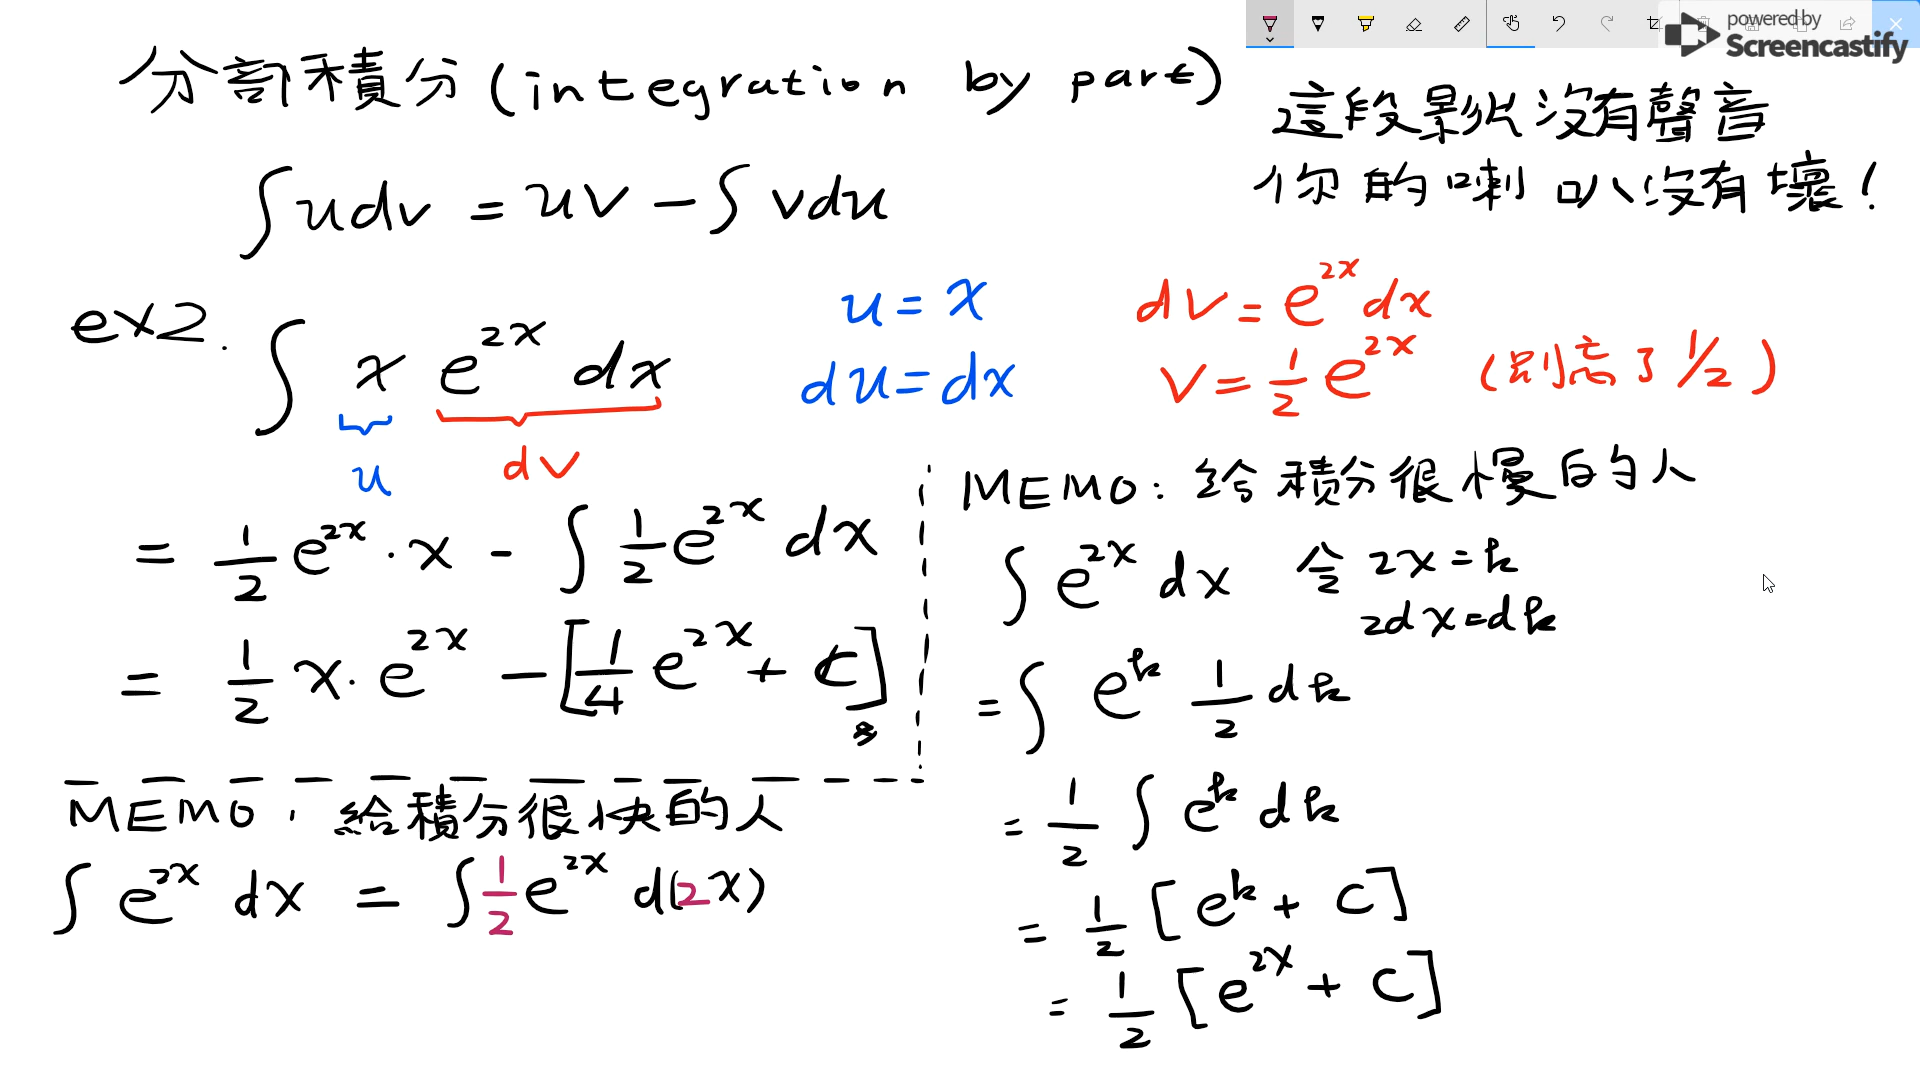 powered by
Screencastify
分部積分(integration by part)
這段影片沒有聲音
你的喇叭沒有壞!
∫udv = uv - ∫vdu
ex2. ∫ x e^{2x} dx
u
dv
u = x
du = dx
dv = e^{2x} dx
v = 1/2 e^{2x} (別忘了 1/2)
= 1/2 e^{2x} · x - ∫ 1/2 e^{2x} dx
= 1/2 x · e^{2x} - [1/4 e^{2x} + c]
MEMO: 給積分很慢的人
∫ e^{2x} dx 令 2x = k
2dx = dk
= ∫ e^k 1/2 dk
= 1/2 ∫ e^k dk
= 1/2 [e^k + c]
= 1/2 [e^{2x} + c]
MEMO: 給積分很快的人
∫ e^{2x} dx = ∫ 1/2 e^{2x} d(2x)